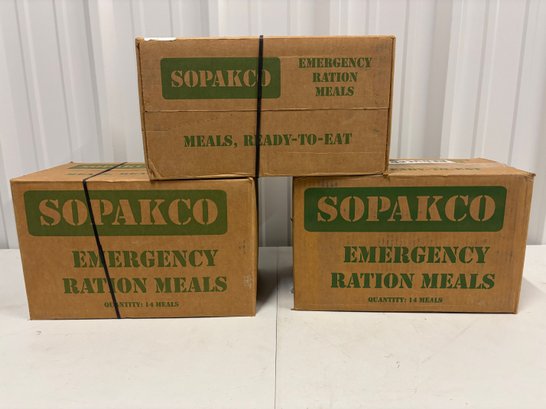 SOPAKCO
EMERGENCY
RATION
MEALS
MEALS, READY-TO-EAT
SOPAKCO
EMERGENCY
RATION MEALS
QUANTITY: 14 MEALS
SOPAKCO
EMERGENCY
RATION MEALS
QUANTITY: 14 MEALS